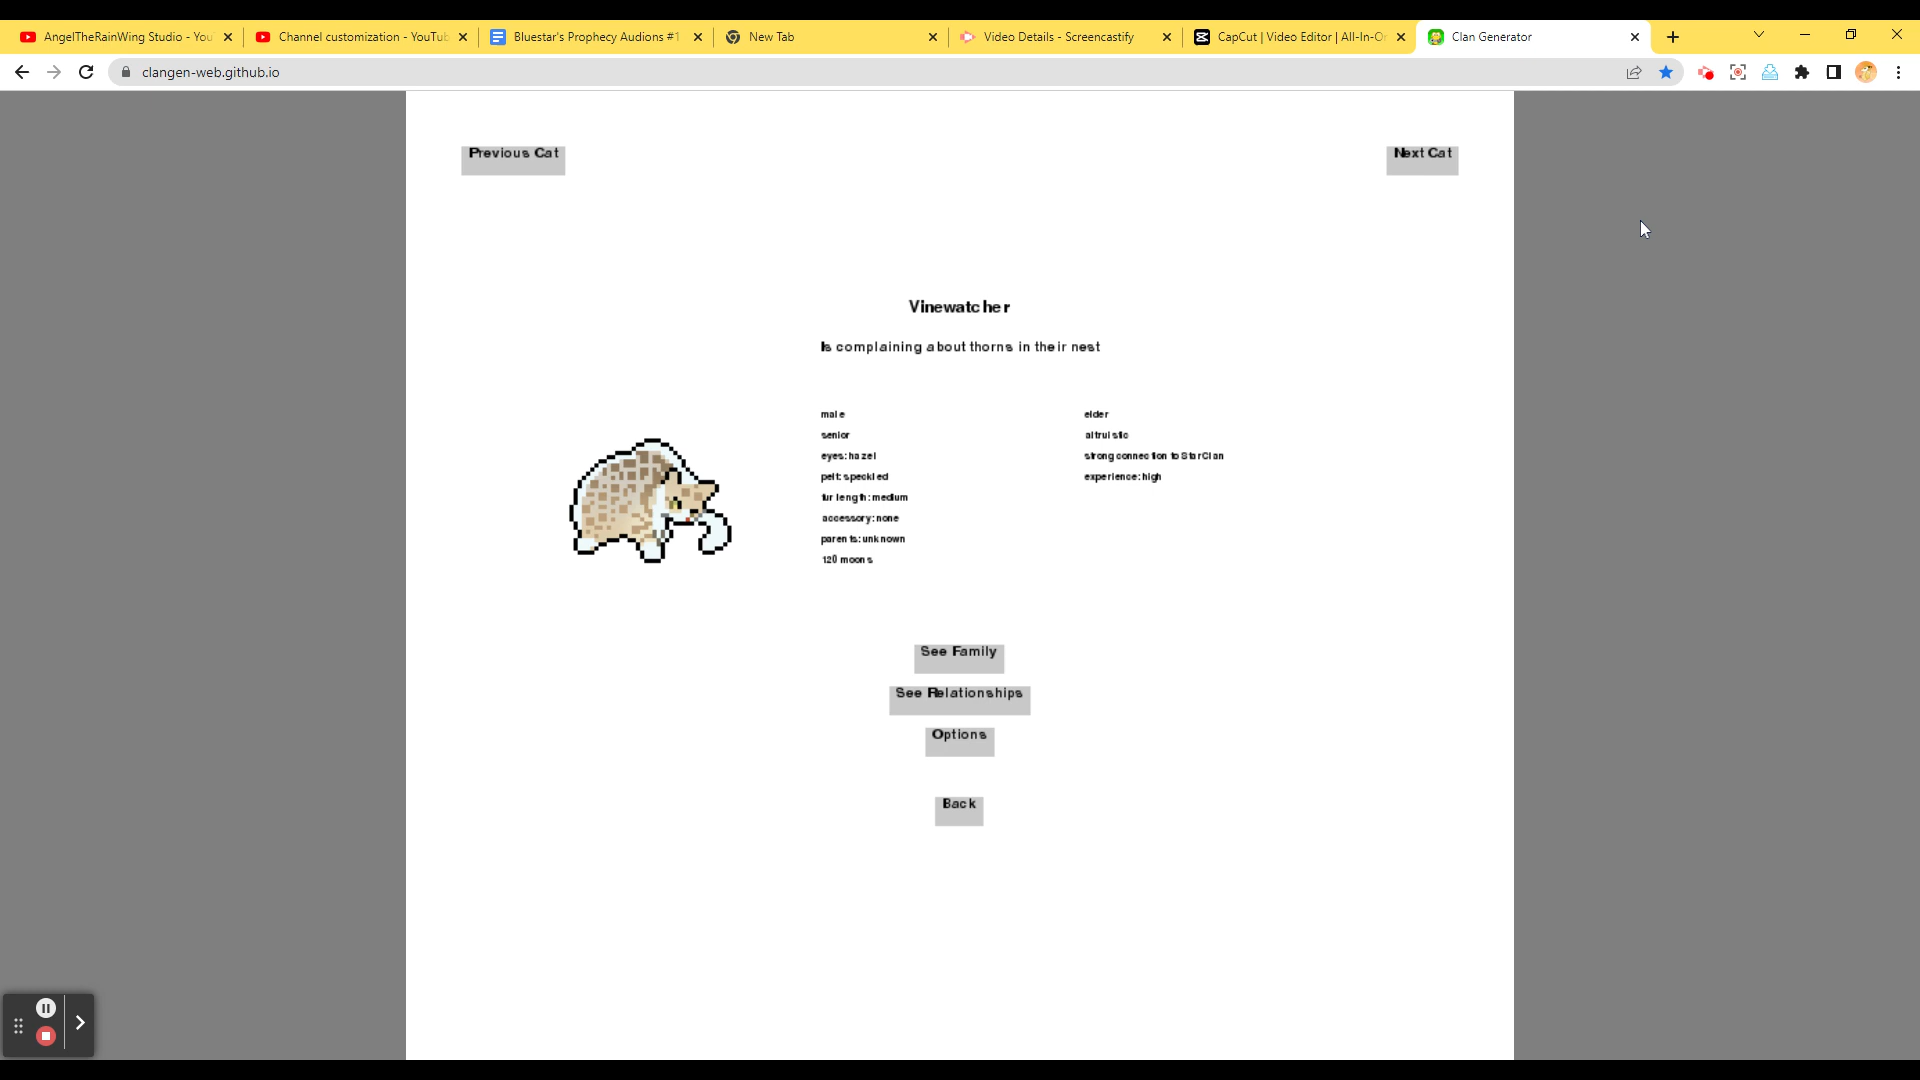 AngelTheRainWing Studio - You
Channel customization - YouTub
Bluestar's Prophecy Audions #1
New Tab
Video Details - Screencastify
CapCut | Video Editor | All-In-On
Clan Generator
clangen-web.github.io
Previous Cat
Next Cat
Vinewatcher
Is complaining about thorns in their nest
male
senior
eyes: hazel
pelt: speckled
fur length: medium
accessory: none
parents: unknown
120 moons
elder
altruistic
strong connection to StarClan
experience: high
See Family
See Relationships
Options
Back